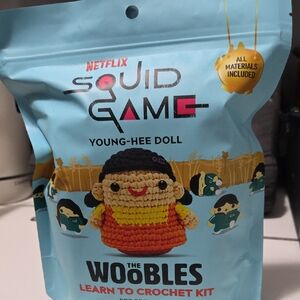 NETFLIX
SQUID
GAME
ALL
MATERIALS
INCLUDED
YOUNG-HEE DOLL
THE
WOOBLES
LEARN TO CROCHET KIT